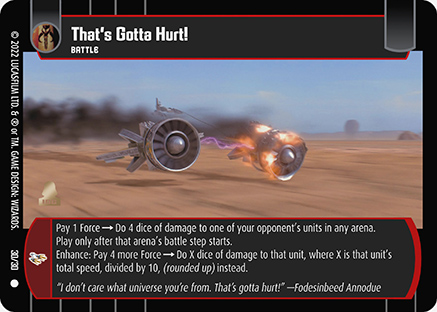 That's Gotta Hurt!
BATTLE
Pay 1 Force → Do 4 dice of damage to one of your opponent's units in any arena.
Play only after that arena's battle step starts.
Enhance: Pay 4 more Force → Do X dice of damage to that unit, where X is that unit's
total speed, divided by 10, (rounded up) instead.
"I don't care what universe you're from. That's gotta hurt!" —Fodesinbeed Annodue
© 2022 LUCASFILM LTD. & ® or TM. GAME DESIGN: WIZARDS.
30/30